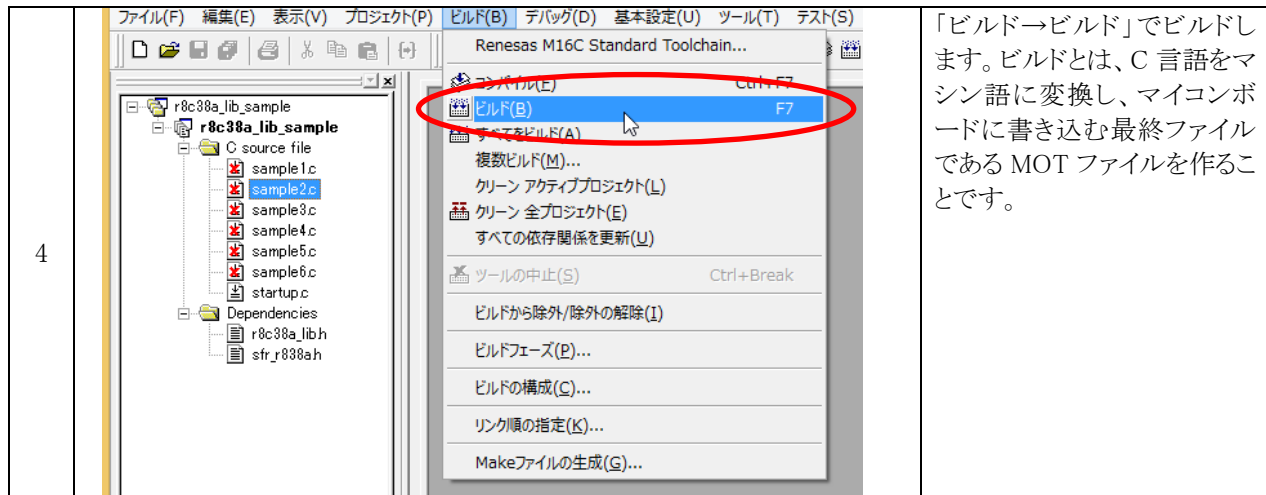 4
ファイル(F) 編集(E) 表示(V) プロジェクト(P) ビルド(B) デバッグ(D) 基本設定(U) ツール(T) テスト(S)
r8c38a_lib_sample
r8c38a_lib_sample
C source file
sample1.c
sample2.c
sample3.c
sample4.c
sample5.c
sample6.c
startup.c
Dependencies
r8c38a_lib.h
sfr_r838a.h
Renesas M16C Standard Toolchain...
コンパイル(F) Ctrl+F7
ビルド(B) F7
すべてをビルド(A)
複数ビルド(M)...
クリーン アクティブプロジェクト(L)
クリーン 全プロジェクト(E)
すべての依存関係を更新(U)
ツールの中止(S) Ctrl+Break
ビルドから除外/除外の解除(I)
ビルドフェーズ(P)...
ビルドの構成(C)...
リンク順の指定(K)...
Makeファイルの生成(G)...
「ビルド→ビルド」でビルドし
ます。ビルドとは、C 言語をマ
シン語に変換し、マイコンボ
ードに書き込む最終ファイル
である MOT ファイルを作るこ
とです。